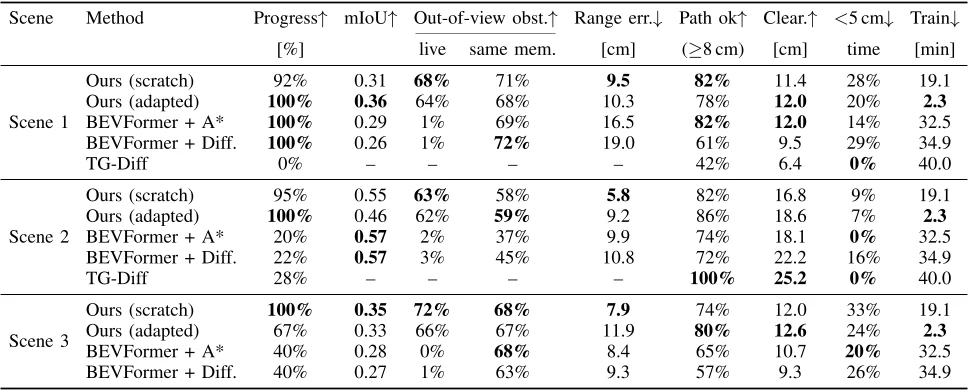 Scene Method Progress↑ mIoU↑ Out-of-view obst.↑ Range err.↓ Path ok↑ Clear.↑ <5 cm↓ Train↓
[%] live same mem. [cm] (≥8 cm) [cm] time [min]
Ours (scratch) 92% 0.31 68% 71% 9.5 82% 11.4 28% 19.1
Ours (adapted) 100% 0.36 64% 68% 10.3 78% 12.0 20% 2.3
Scene 1 BEVFormer + A* 100% 0.29 1% 69% 16.5 82% 12.0 14% 32.5
BEVFormer + Diff. 100% 0.26 1% 72% 19.0 61% 9.5 29% 34.9
TG-Diff 0% – – – – 42% 6.4 0% 40.0
Ours (scratch) 95% 0.55 63% 58% 5.8 82% 16.8 9% 19.1
Ours (adapted) 100% 0.46 62% 59% 9.2 86% 18.6 7% 2.3
Scene 2 BEVFormer + A* 20% 0.57 2% 37% 9.9 74% 18.1 0% 32.5
BEVFormer + Diff. 22% 0.57 3% 45% 10.8 72% 22.2 16% 34.9
TG-Diff 28% – – – – 100% 25.2 0% 40.0
Ours (scratch) 100% 0.35 72% 68% 7.9 74% 12.0 33% 19.1
Ours (adapted) 67% 0.33 66% 67% 11.9 80% 12.6 24% 2.3
Scene 3 BEVFormer + A* 40% 0.28 0% 68% 8.4 65% 10.7 20% 32.5
BEVFormer + Diff. 40% 0.27 1% 63% 9.3 57% 9.3 26% 34.9